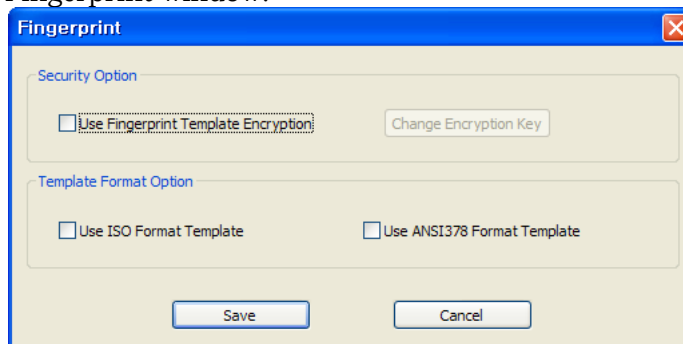 Fingerprint
Security Option
Use Fingerprint Template Encryption Change Encryption Key
Template Format Option
Use ISO Format Template Use ANSI378 Format Template
Save Cancel